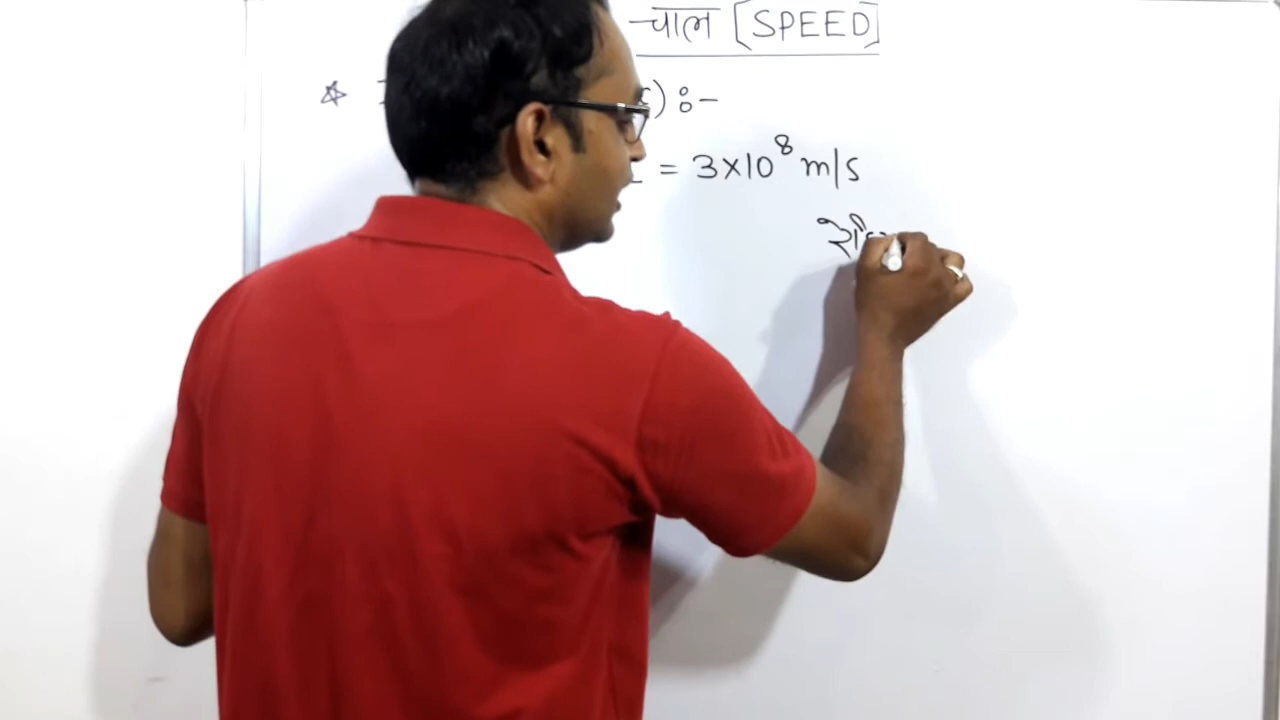 चाल [SPEED]
) :-
= 3×10⁸ m/s